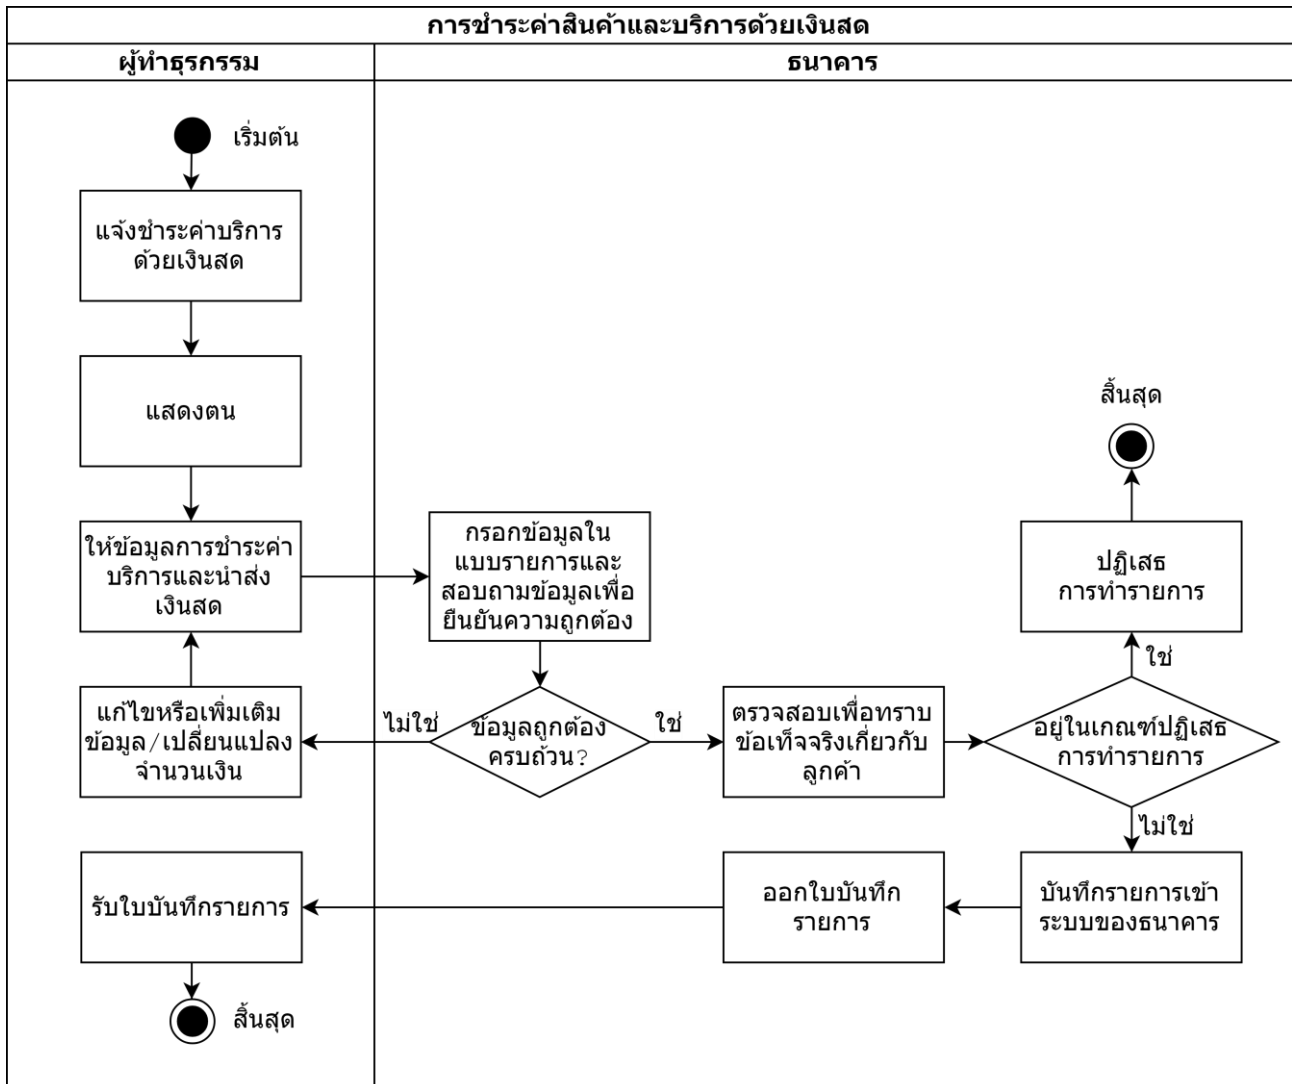 การชำระค่าสินค้าและบริการด้วยเงินสด
ผู้ทำธุรกรรม
ธนาคาร
เริ่มต้น
แจ้งชำระค่าบริการ
ด้วยเงินสด
แสดงตน
ให้ข้อมูลการชำระค่า
บริการและนำส่ง
เงินสด
กรอกข้อมูลใน
แบบรายการและ
สอบถามข้อมูลเพื่อ
ยืนยันความถูกต้อง
สิ้นสุด
ปฏิเสธ
การทำรายการ
ใช่
แก้ไขหรือเพิ่มเติม
ข้อมูล/เปลี่ยนแปลง
จำนวนเงิน
ไม่ใช่
ข้อมูลถูกต้อง
ครบถ้วน?
ใช่
ตรวจสอบเพื่อทราบ
ข้อเท็จจริงเกี่ยวกับ
ลูกค้า
อยู่ในเกณฑ์ปฏิเสธ
การทำรายการ
ไม่ใช่
รับใบบันทึกรายการ
ออกใบบันทึก
รายการ
บันทึกรายการเข้า
ระบบของธนาคาร
สิ้นสุด